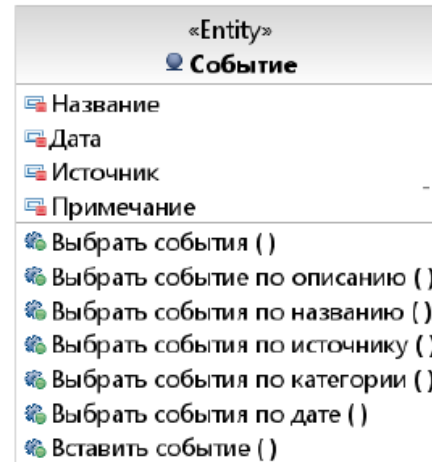 «Entity»
Событие
Название
Дата
Источник
Примечание
Выбрать события ( )
Выбрать событие по описанию ( )
Выбрать события по названию ( )
Выбрать события по источнику ( )
Выбрать события по категории ( )
Выбрать события по дате ( )
Вставить событие ( )